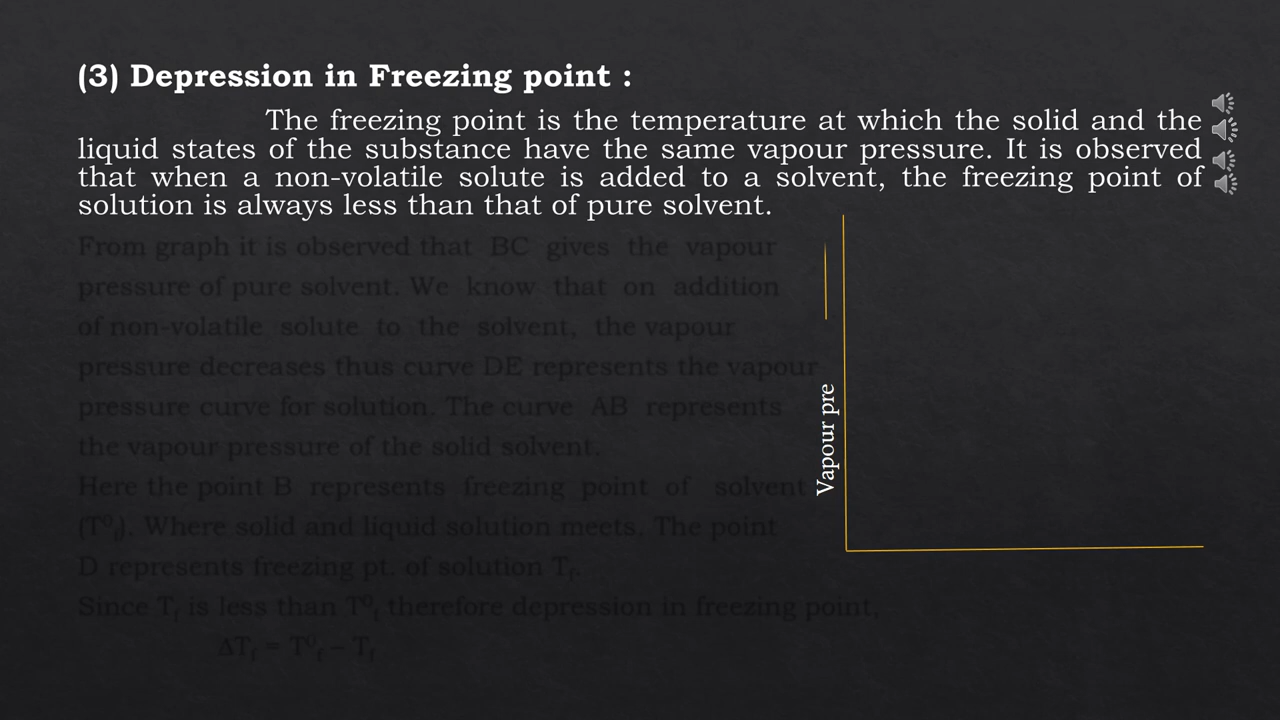 (3) Depression in Freezing point :
The freezing point is the temperature at which the solid and the
liquid states of the substance have the same vapour pressure. It is observed
that when a non-volatile solute is added to a solvent, the freezing point of
solution is always less than that of pure solvent.
From graph it is observed that BC gives the vapour
pressure of pure solvent. We know that on addition
of non-volatile solute to the solvent, the vapour
pressure decreases thus curve DE represents the vapour
pressure curve for solution. The curve AB represents
the vapour pressure of the solid solvent.
Here the point B represents freezing point of solvent
(T⁰f). Where solid and liquid solution meets. The point
D represents freezing pt. of solution Tf.
Since Tf is less than T⁰f therefore depression in freezing point,
ΔTf = T⁰f – Tf
Vapour pre